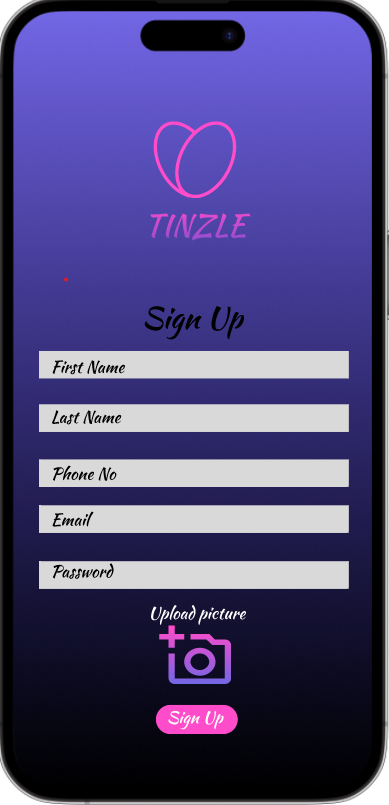 TINZLE
Sign Up
First Name
Last Name
Phone No
Email
Password
Upload picture
Sign Up